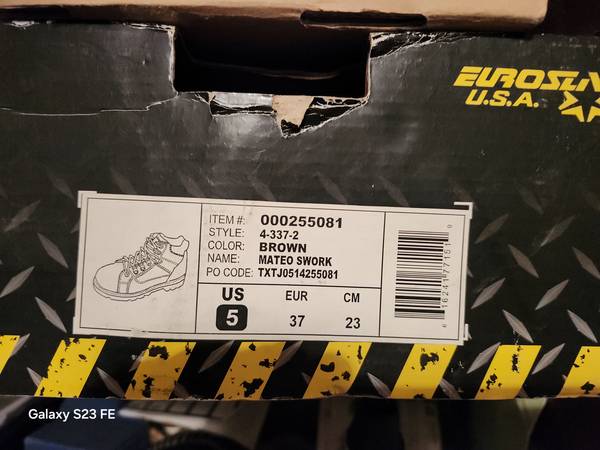 U.S.A.
ITEM #: 000255081
STYLE: 4-337-2
COLOR: BROWN
NAME: MATEO SWORK
PO CODE: TXTJ0514255081
US EUR CM
5 37 23
Galaxy S23 FE